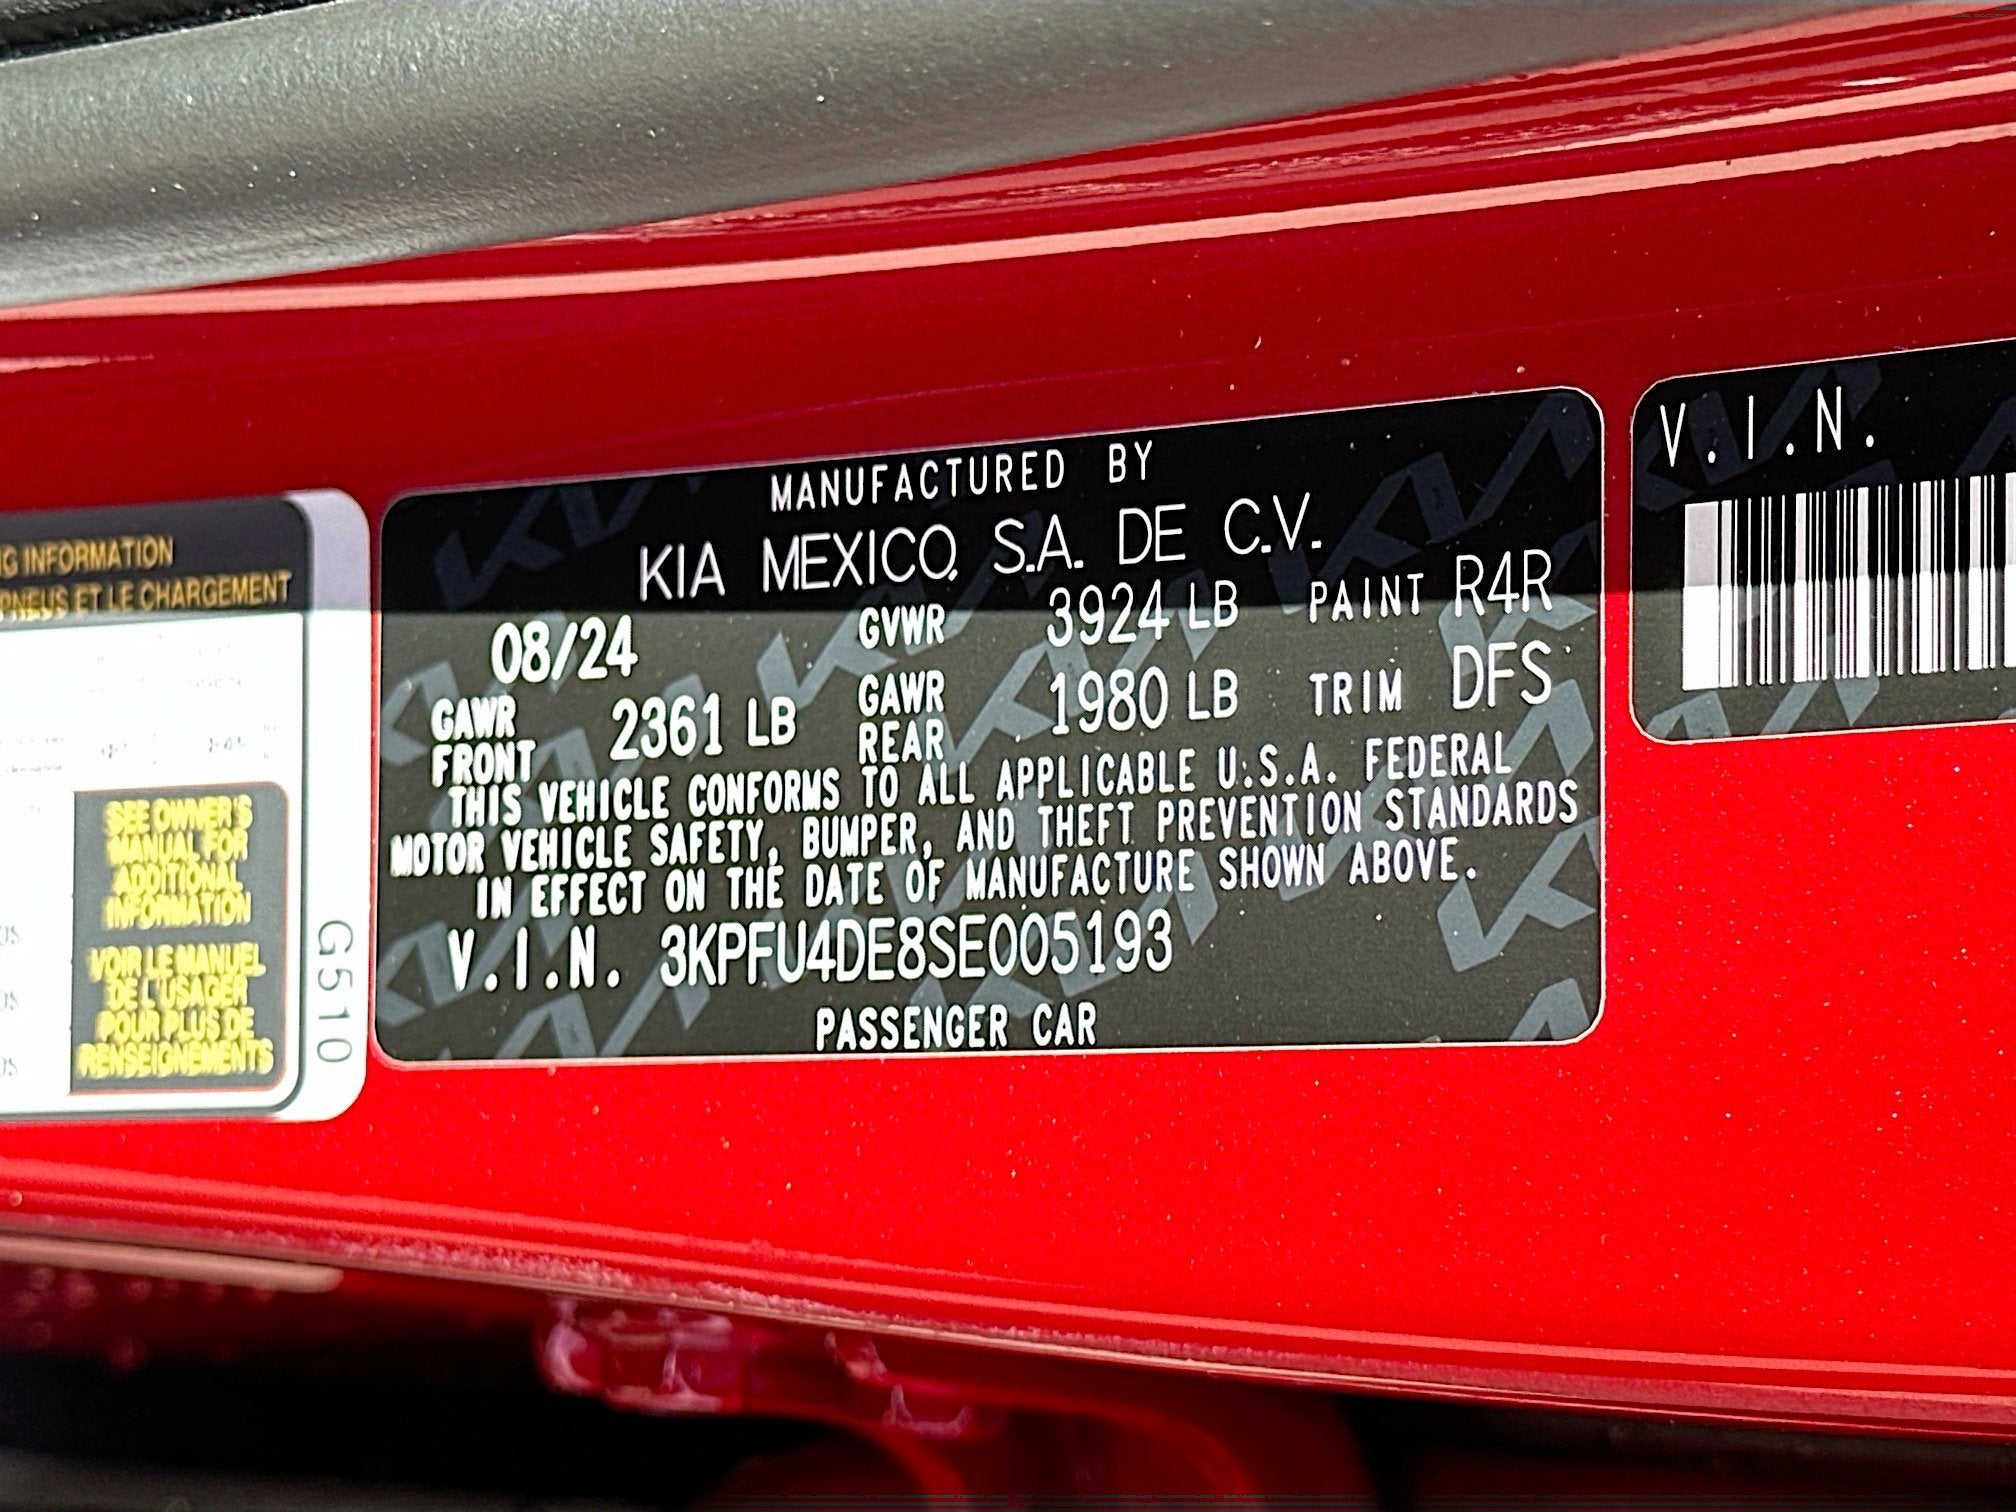 G INFORMATION
PNEUS ET LE CHARGEMENT
SEE OWNER'S
MANUAL FOR
ADDITIONAL
INFORMATION
VOIR LE MANUEL
DE L'USAGER
POUR PLUS DE
RENSEIGNEMENTS
G510
MANUFACTURED BY
KIA MEXICO, S.A. DE C.V.
08/24 GVWR 3924 LB PAINT R4R
GAWR FRONT 2361 LB GAWR REAR 1980 LB TRIM DFS
THIS VEHICLE CONFORMS TO ALL APPLICABLE U.S.A. FEDERAL
MOTOR VEHICLE SAFETY, BUMPER, AND THEFT PREVENTION STANDARDS
IN EFFECT ON THE DATE OF MANUFACTURE SHOWN ABOVE.
V.I.N. 3KPFU4DE8SE005193
PASSENGER CAR
V.I.N.